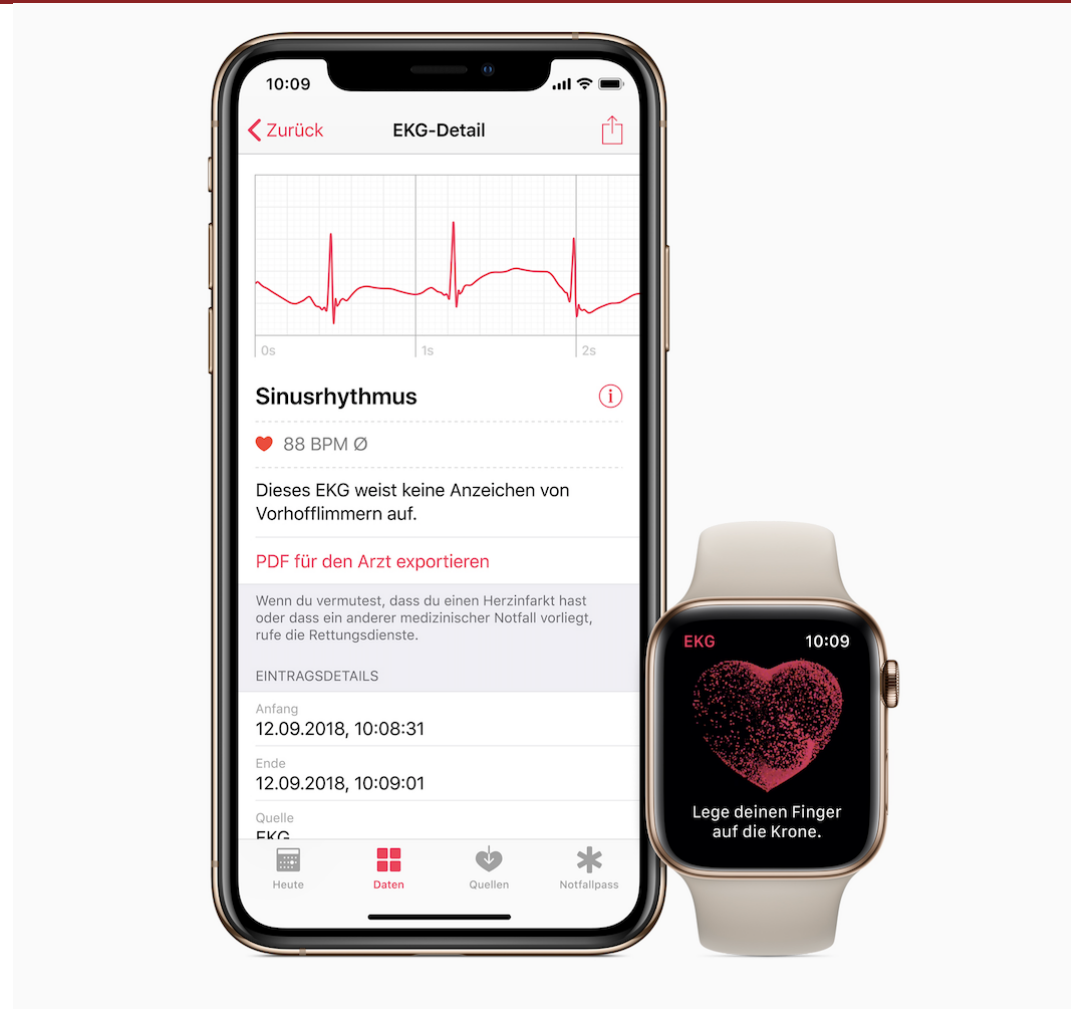 10:09
Zurück
EKG-Detail
0s
1s
2s
Sinusrhythmus
88 BPM Ø
Dieses EKG weist keine Anzeichen von
Vorhofflimmern auf.
PDF für den Arzt exportieren
Wenn du vermutest, dass du einen Herzinfarkt hast
oder dass ein anderer medizinischer Notfall vorliegt,
rufe die Rettungsdienste.
EINTRAGSDETAILS
Anfang
12.09.2018, 10:08:31
Ende
12.09.2018, 10:09:01
Quelle
EKG
Heute
Daten
Quellen
Notfallpass
EKG
10:09
Lege deinen Finger
auf die Krone.